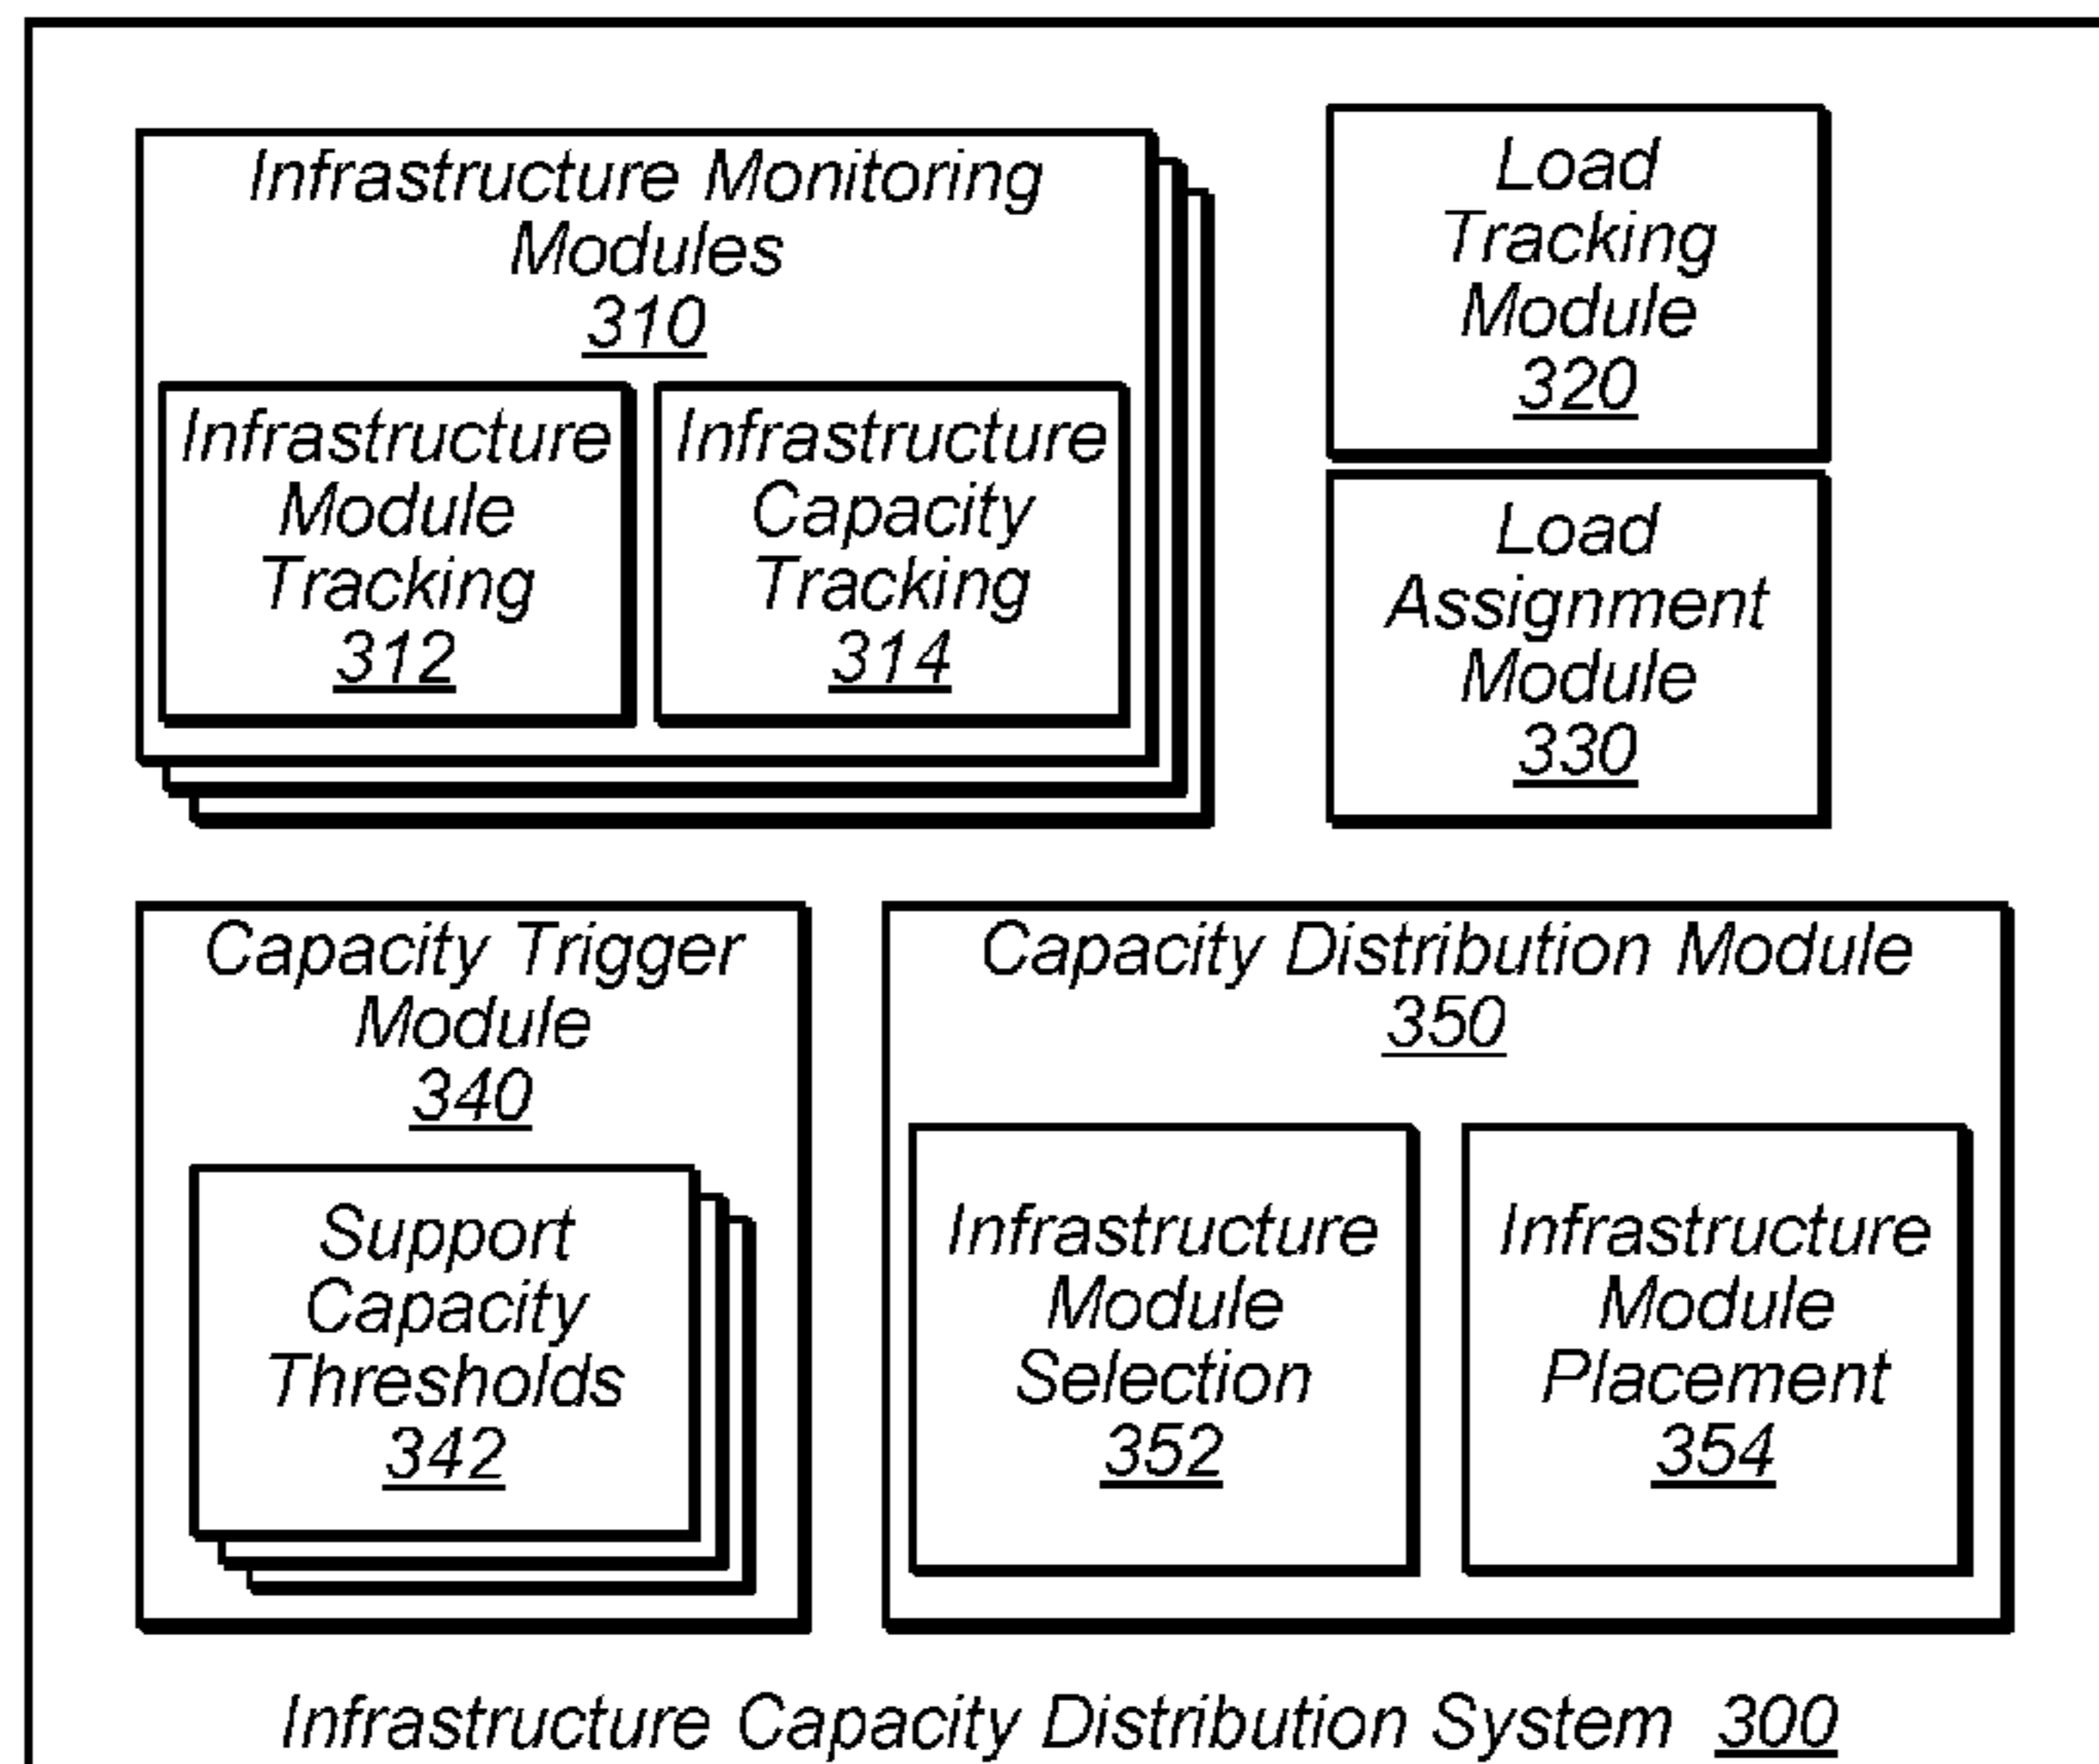 Infrastructure Monitoring
Modules
310
Infrastructure
Module
Tracking
312
Infrastructure
Capacity
Tracking
314
Load
Tracking
Module
320
Load
Assignment
Module
330
Capacity Trigger
Module
340
Support
Capacity
Thresholds
342
Capacity Distribution Module
350
Infrastructure
Module
Selection
352
Infrastructure
Module
Placement
354
Infrastructure Capacity Distribution System 300